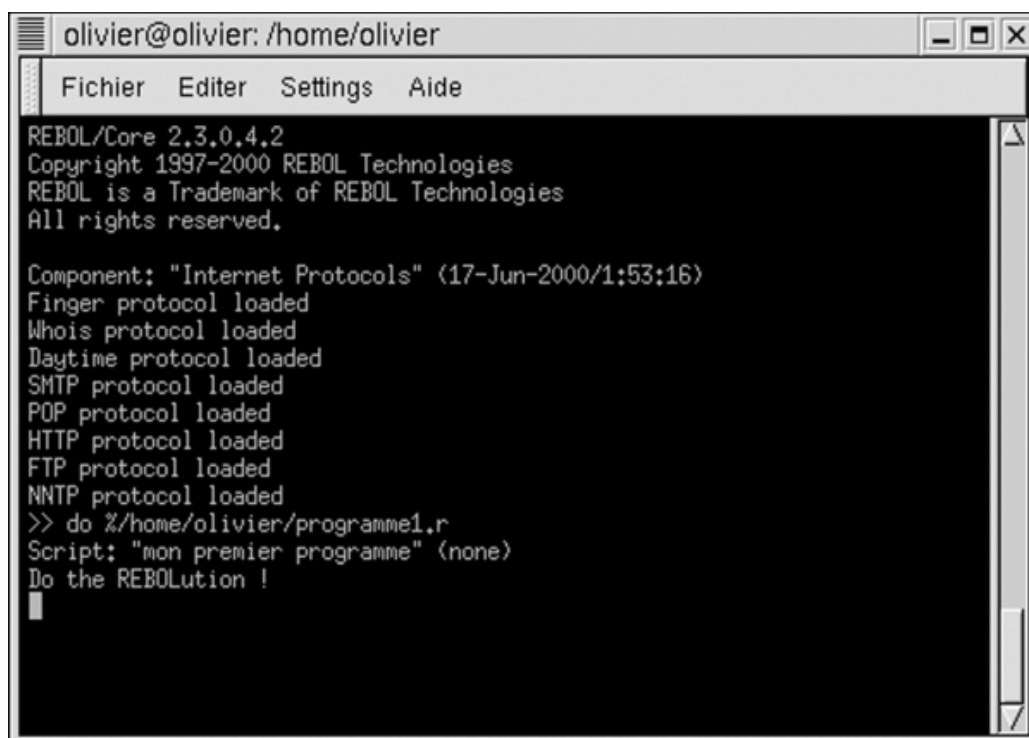 olivier@olivier: /home/olivier
Fichier Editer Settings Aide
REBOL/Core 2.3.0.4.2
Copyright 1997-2000 REBOL Technologies
REBOL is a Trademark of REBOL Technologies
All rights reserved.
Component: "Internet Protocols" (17-Jun-2000/1:53:16)
Finger protocol loaded
Whois protocol loaded
Daytime protocol loaded
SMTP protocol loaded
POP protocol loaded
HTTP protocol loaded
FTP protocol loaded
NNTP protocol loaded
>> do %/home/olivier/programme1.r
Script: "mon premier programme" (none)
Do the REBOLution !